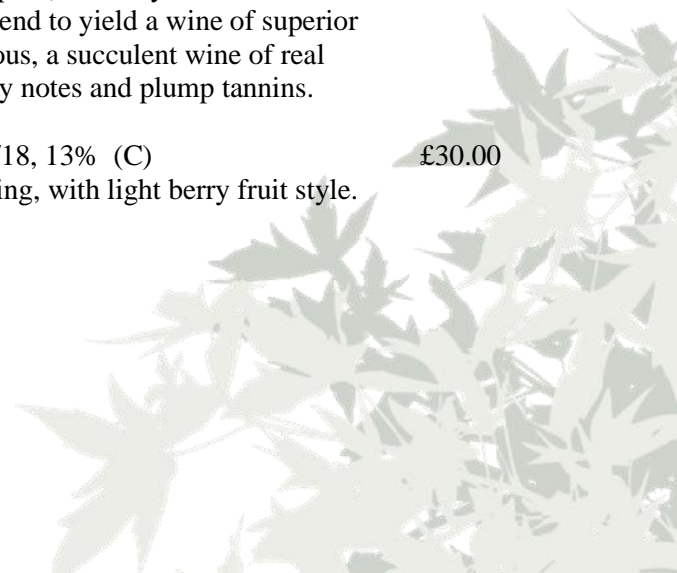 end to yield a wine of superior
ous, a succulent wine of real
y notes and plump tannins.
/18, 13% (C) £30.00
ing, with light berry fruit style.